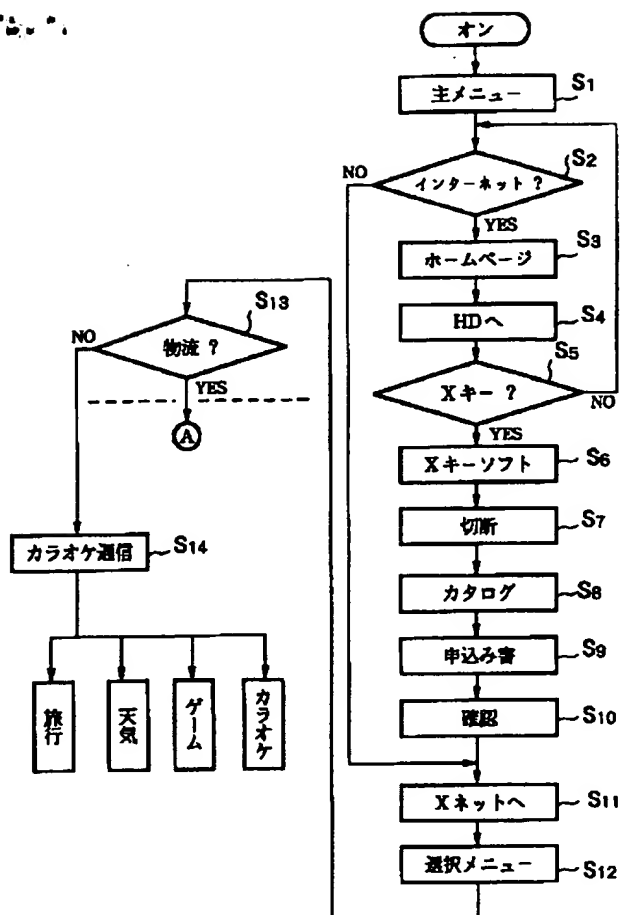 オン
主メニュー
S1
インターネット ?
S2
NO
YES
ホームページ
S3
HDへ
S4
Xキー ?
S5
NO
YES
Xキーソフト
S6
切断
S7
カタログ
S8
申込み書
S9
確認
S10
Xネットへ
S11
選択メニュー
S12
物流 ?
S13
NO
YES
A
カラオケ通信
S14
旅行
天気
ゲーム
カラオケ